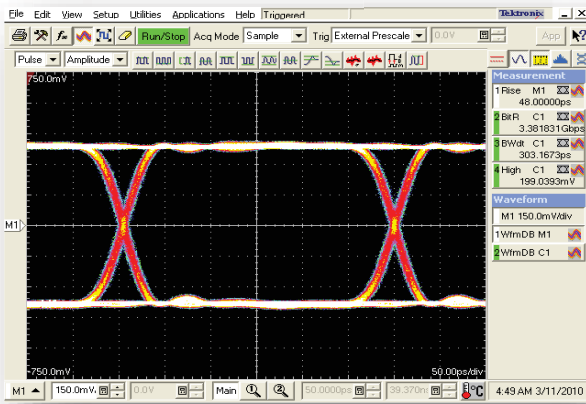 File Edit View Setup Utilities Applications Help Triggered Tektronix
Run/Stop Acq Mode Sample Trig External Prescale 0.0V App
Pulse Amplitude
750.0mV
Measurement
1 Rise M1
48.00000ps
2 BitR C1
3.381831Gbps
3 BWdt C1
303.1673ps
4 High C1
199.0393mV
Waveform
M1 150.0mV/div
1 WfmDB M1
2 WfmDB C1
M1
-750.0mV 50.00ps/div
M1 150.0mV 0.0V Main 50.0000ps 39.370n °C 4:49 AM 3/11/2010